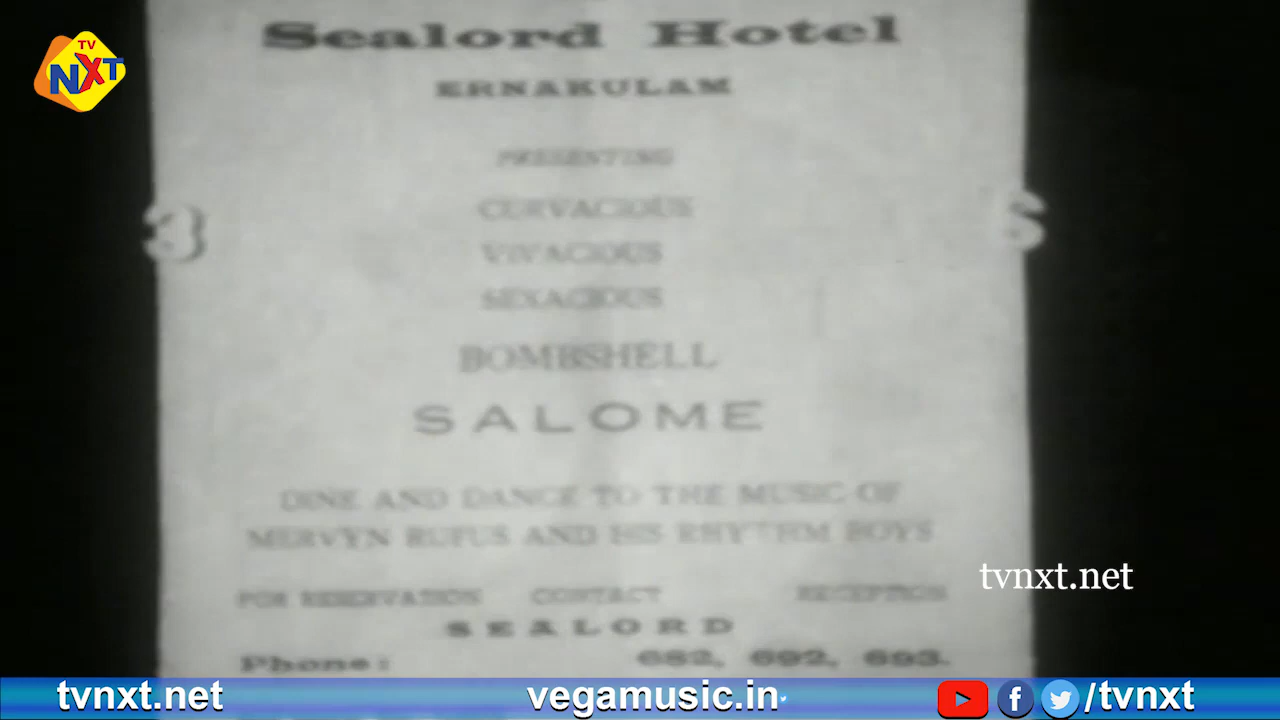 TV
NXT
Sealord Hotel
ERNAKULAM
PRESENTING
CURVACIOUS
VIVACIOUS
SEXACIOUS
BOMBSHELL
SALOME
DINE AND DANCE TO THE MUSIC OF
MERVYN RUFUS AND HIS RHYTHM BOYS
FOR RESERVATION CONTACT RECEPTION
SEALORD
Phone: 682, 692, 693.
tvnxt.net
tvnxt.net vegamusic.in f /tvnxt